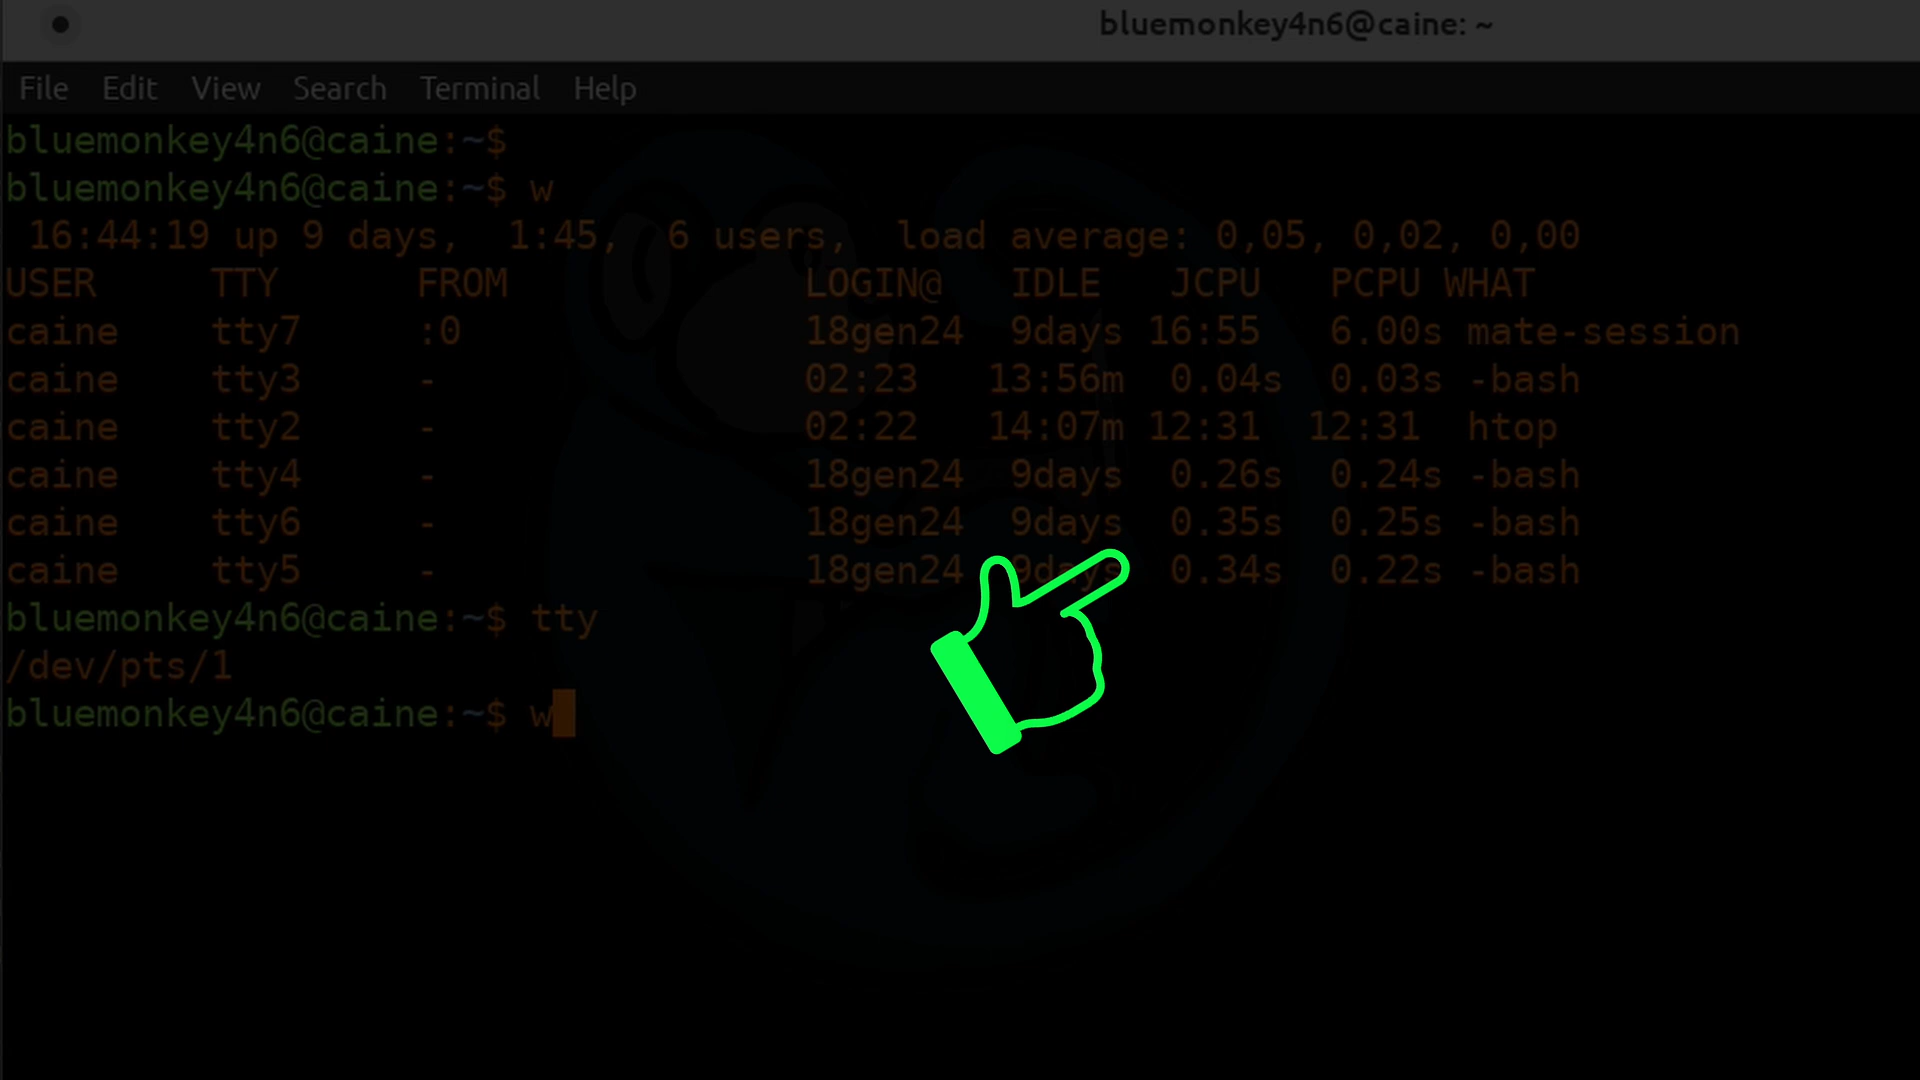 bluemonkey4n6@caine: ~
File Edit View Search Terminal Help
bluemonkey4n6@caine:~$
bluemonkey4n6@caine:~$ w
16:44:19 up 9 days, 1:45, 6 users, load average: 0,05, 0,02, 0,00
USER TTY FROM LOGIN@ IDLE JCPU PCPU WHAT
caine tty7 :0 18gen24 9days 16:55 6.00s mate-session
caine tty3 - 02:23 13:56m 0.04s 0.03s -bash
caine tty2 - 02:22 14:07m 12:31 12:31 htop
caine tty4 - 18gen24 9days 0.26s 0.24s -bash
caine tty6 - 18gen24 9days 0.35s 0.25s -bash
caine tty5 - 18gen24 9days 0.34s 0.22s -bash
bluemonkey4n6@caine:~$ tty
/dev/pts/1
bluemonkey4n6@caine:~$ w